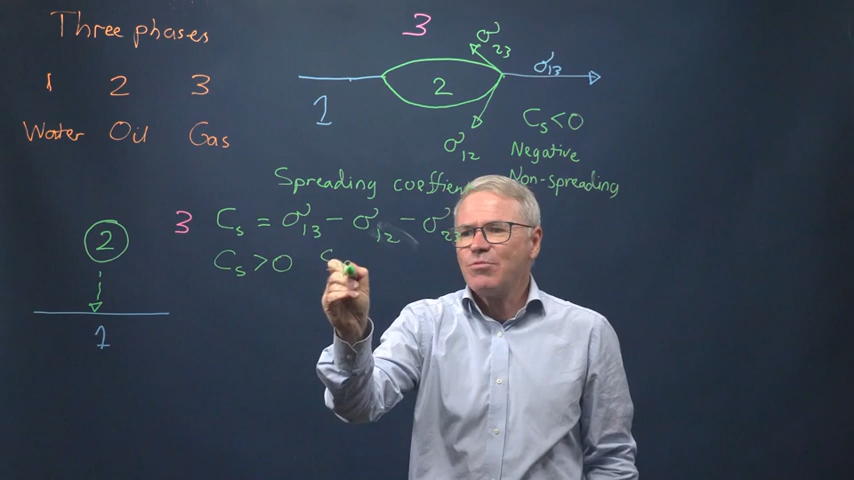 Three phases
1 2 3
Water Oil Gas
3
σ23
σ13
2
1
σ12
Cs<0
Negative
Non-spreading
Spreading coeffien
2
3
Cs = σ13 - σ12 - σ23
Cs>0
1